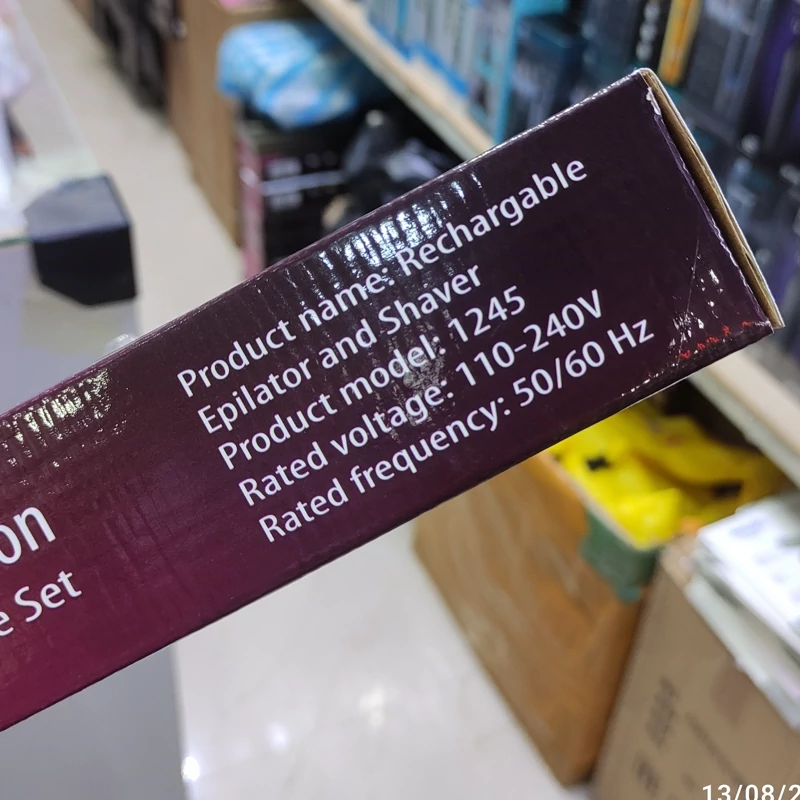 Product name: Rechargable
Epilator and Shaver
Product model: 1245
Rated voltage: 110-240V
Rated frequency: 50/60 Hz
on
e Set
13/08/2